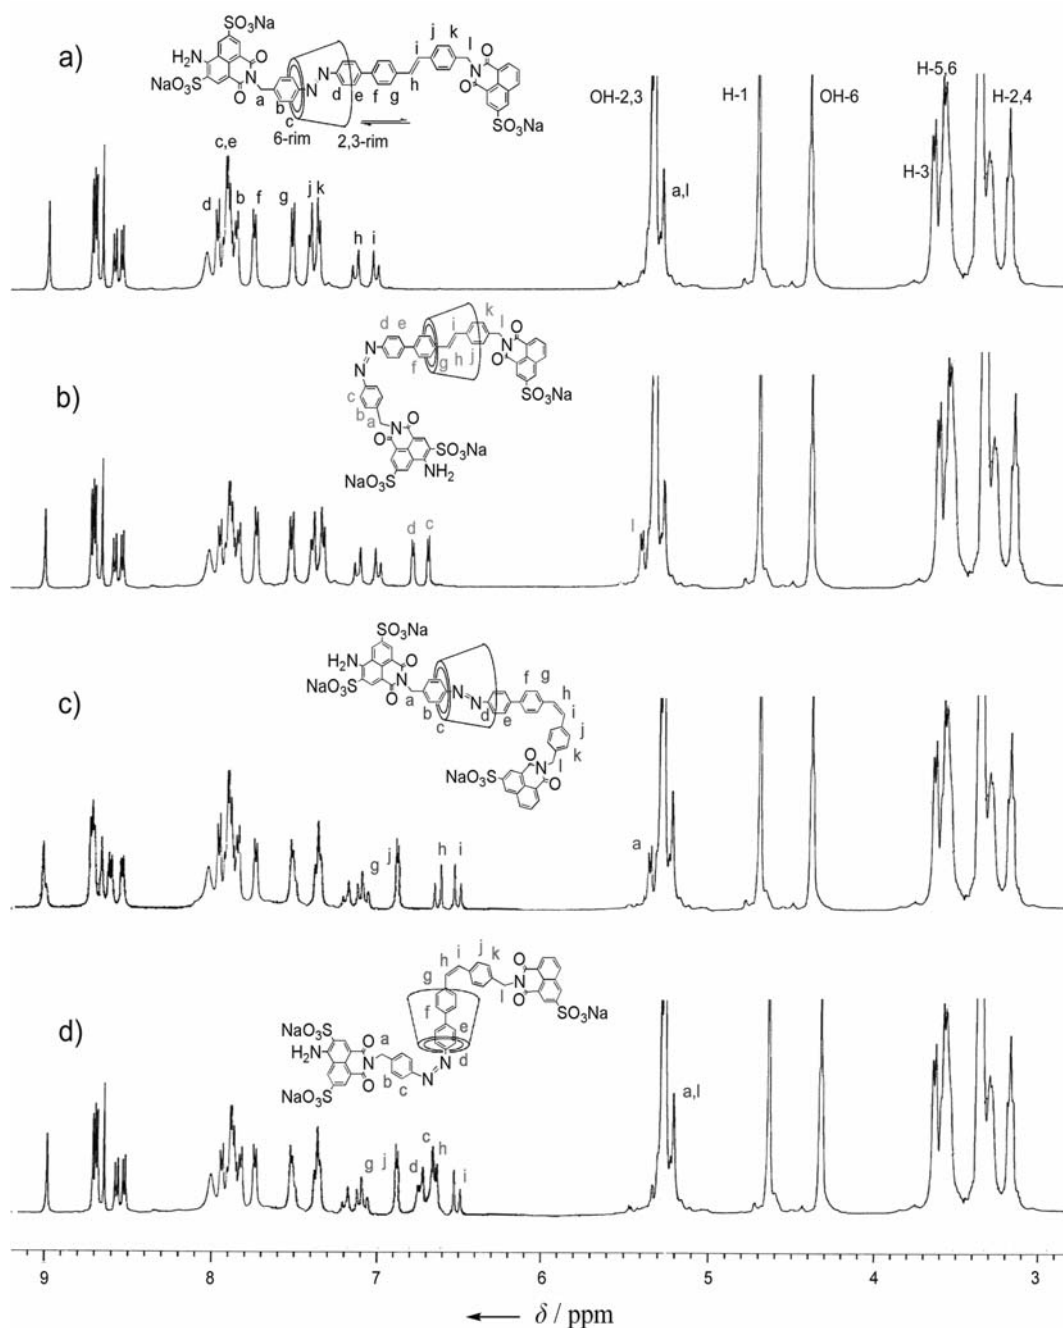 a)
SO₃Na
H₂N
NaO₃S
O
N
O
a
b
c
N
N
d
e
f
g
h
i
j
k
l
O
N
O
SO₃Na
6-rim
2,3-rim
c,e
d
b
f
g
j
k
h
i
OH-2,3
a,l
H-1
OH-6
H-3
H-5,6
H-2,4
b)
d
e
f
g
h
i
j
k
l
O
N
O
SO₃Na
N
N
c
b
a
O
N
O
SO₃Na
NaO₃S
NH₂
d
c
l
c)
SO₃Na
H₂N
NaO₃S
O
N
O
a
b
c
N
N
d
e
f
g
h
i
j
k
l
O
N
O
NaO₃S
g
j
h
i
a
d)
g
h
i
j
k
l
O
N
O
SO₃Na
f
e
d
NaO₃S
H₂N
NaO₃S
O
N
O
a
b
c
N
N
g
j
d
c
h
i
a,l
9
8
7
6
5
4
3
δ / ppm